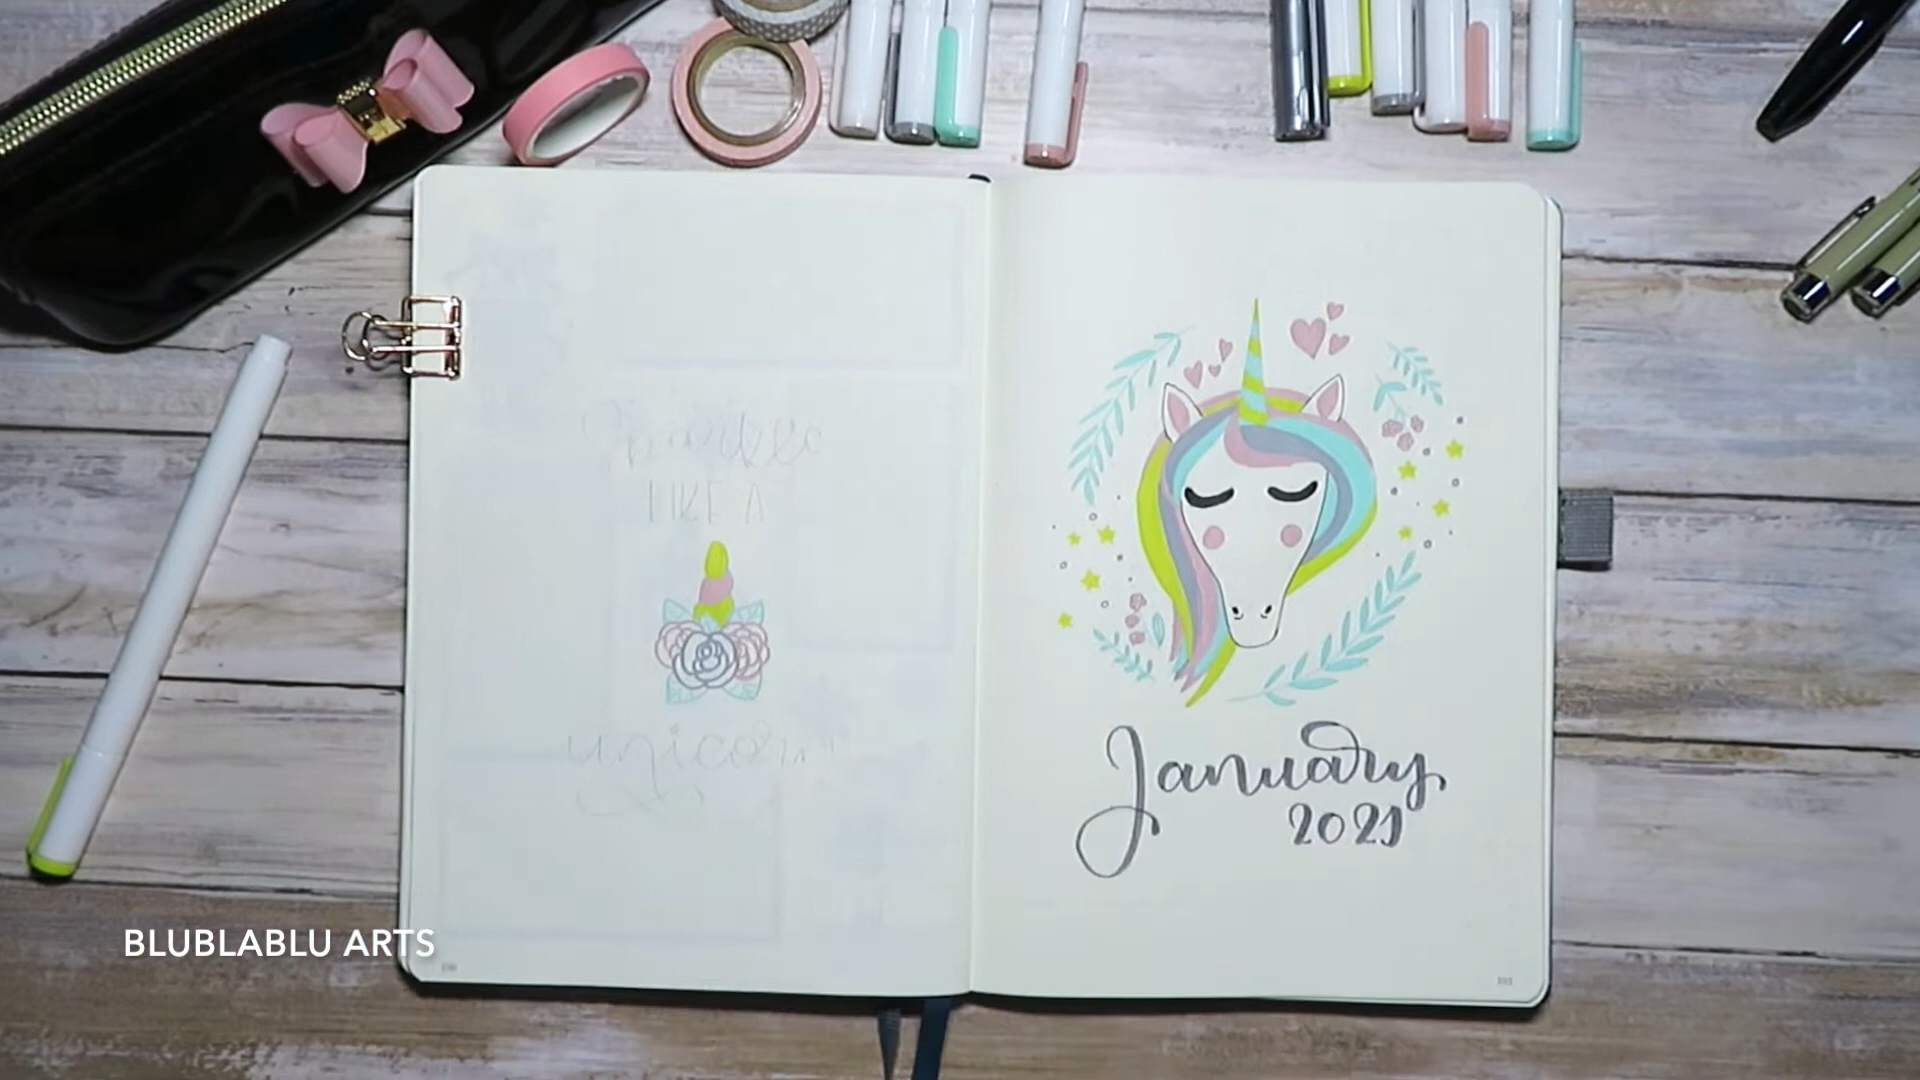 Sparkle
LIKE A
unicorn
January
2021
BLUBLABLU ARTS